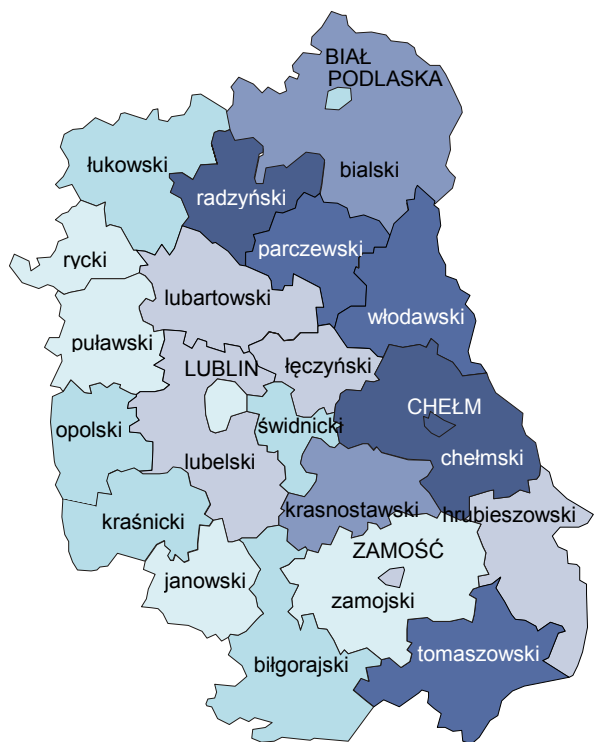 BIAŁ
PODLASKA
łukowski
bialski
radzyński
parczewski
rycki
lubartowski
włodawski
puławski
łęczyński
LUBLIN
CHEŁM
opolski
świdnicki
lubelski
chełmski
kraśnicki
krasnostawski
hrubieszowski
ZAMOŚĆ
janowski
zamojski
biłgorajski
tomaszowski